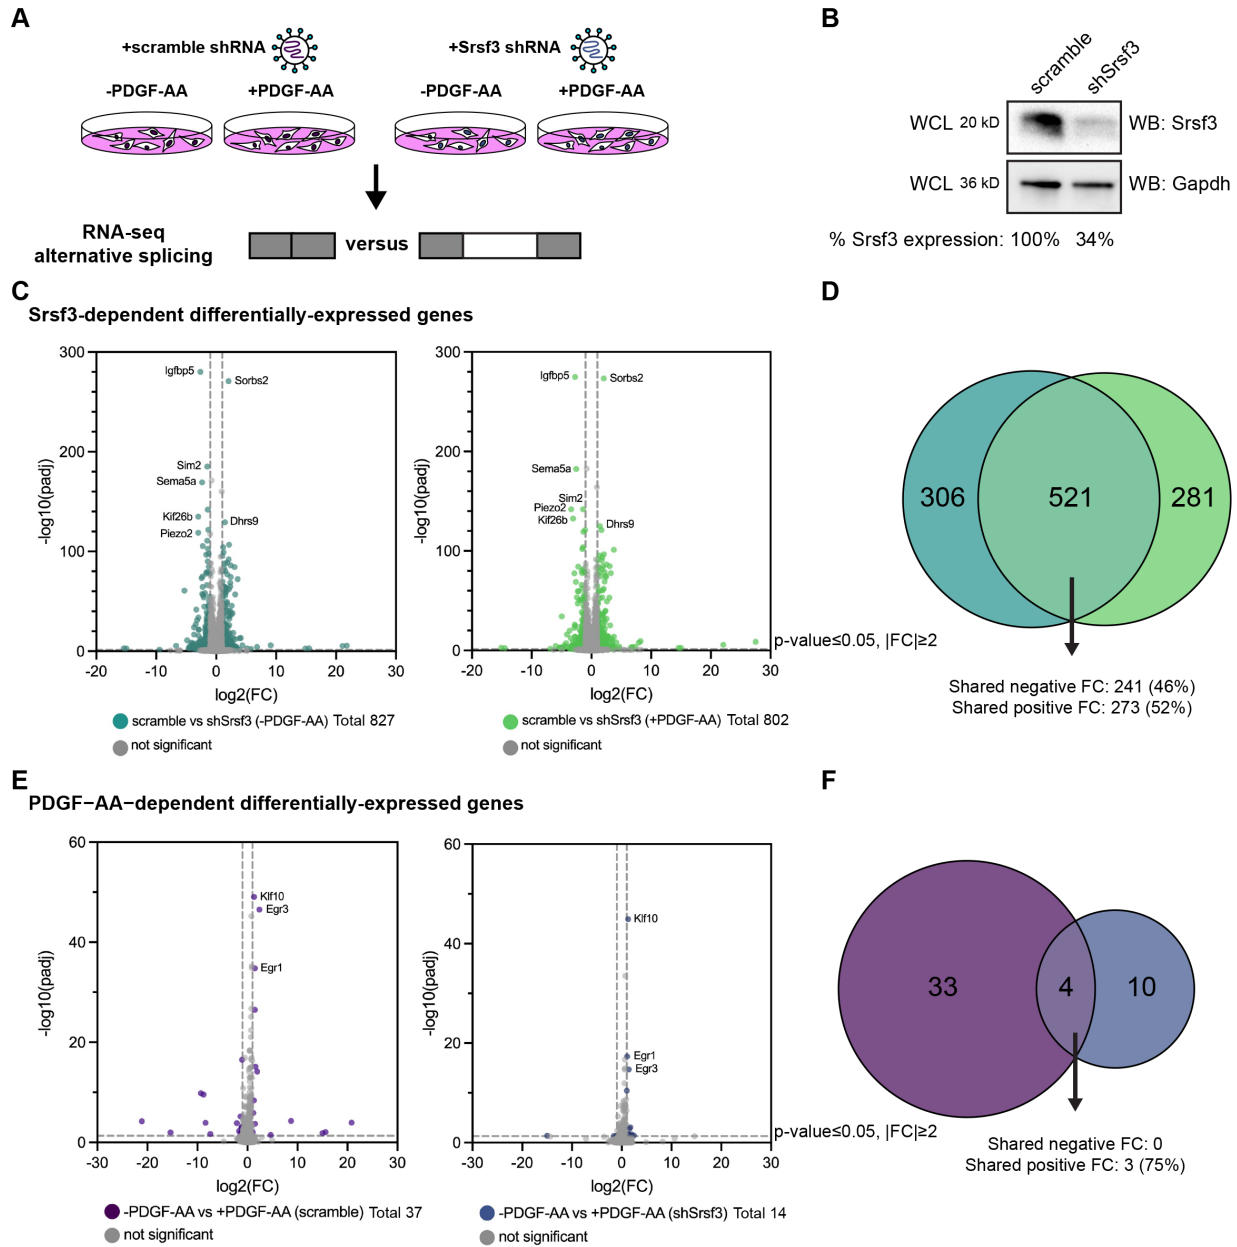 A
+scramble shRNA
+Srsf3 shRNA
-PDGF-AA
+PDGF-AA
-PDGF-AA
+PDGF-AA
RNA-seq
alternative splicing
versus
B
scramble
shSrsf3
WCL 20 kD
WB: Srsf3
WCL 36 kD
WB: Gapdh
% Srsf3 expression: 100% 34%
C
Srsf3-dependent differentially-expressed genes
300
200
100
0
-log10(padj)
Igfbp5
Sorbs2
Sim2
Sema5a
Kif26b
Dhrs9
Piezo2
-20 -10 0 10 20 30
log2(FC)
scramble vs shSrsf3 (-PDGF-AA) Total 827
not significant
300
200
100
0
-log10(padj)
Igfbp5
Sorbs2
Sema5a
Sim2
Piezo2
Kif26b
Dhrs9
-20 -10 0 10 20 30
log2(FC)
p-value≤0.05, |FC|≥2
scramble vs shSrsf3 (+PDGF-AA) Total 802
not significant
D
306
521
281
Shared negative FC: 241 (46%)
Shared positive FC: 273 (52%)
E
PDGF−AA−dependent differentially-expressed genes
60
40
20
0
-log10(padj)
Klf10
Egr3
Egr1
-30 -20 -10 0 10 20 30
log2(FC)
-PDGF-AA vs +PDGF-AA (scramble) Total 37
not significant
60
40
20
0
-log10(padj)
Klf10
Egr1
Egr3
-30 -20 -10 0 10 20 30
log2(FC)
p-value≤0.05, |FC|≥2
-PDGF-AA vs +PDGF-AA (shSrsf3) Total 14
not significant
F
33
4
10
Shared negative FC: 0
Shared positive FC: 3 (75%)